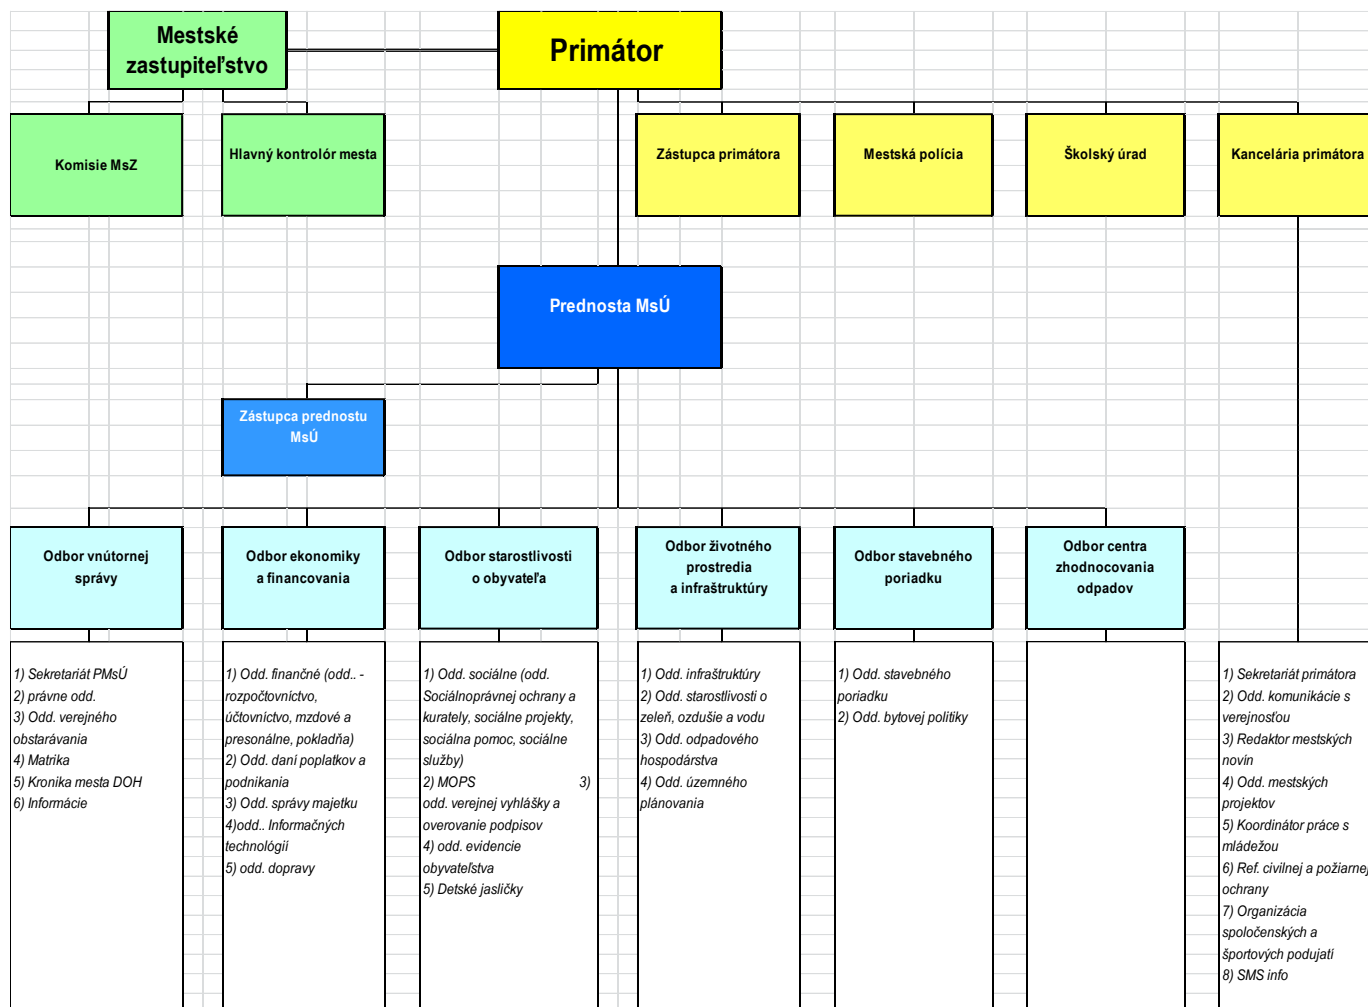 Mestské
zastupiteľstvo
Primátor
Komisie MsZ
Hlavný kontrolór mesta
Zástupca primátora
Mestská polícia
Školský úrad
Kancelária primátora
Prednosta MsÚ
Zástupca prednostu
MsÚ
Odbor vnútornej
správy
Odbor ekonomiky
a financovania
Odbor starostlivosti
o obyvateľa
Odbor životného
prostredia
a infraštruktúry
Odbor stavebného
poriadku
Odbor centra
zhodnocovania
odpadov
1) Sekretariát PMsÚ
2) právne odd.
3) Odd. verejného
obstarávania
4) Matrika
5) Kronika mesta DOH
6) Informácie
1) Odd. finančné (odd.. -
rozpočtovníctvo,
účtovníctvo, mzdové a
presonálne, pokladňa)
2) Odd. daní poplatkov a
podnikania
3) Odd. správy majetku
4)odd.. Informačných
technológií
5) odd. dopravy
1) Odd. sociálne (odd.
Sociálnoprávnej ochrany a
kurately, sociálne projekty,
sociálna pomoc, sociálne
služby)
2) MOPS 3)
odd. verejnej vyhlášky a
overovanie podpisov
4) odd. evidencie
obyvateľstva
5) Detské jasličky
1) Odd. infraštruktúry
2) Odd. starostlivosti o
zeleň, ozdušie a vodu
3) Odd. odpadového
hospodárstva
4) Odd. územného
plánovania
1) Odd. stavebného
poriadku
2) Odd. bytovej politiky
1) Sekretariát primátora
2) Odd. komunikácie s
verejnosťou
3) Redaktor mestských
novin
4) Odd. mestských
projektov
5) Koordinátor práce s
mládežou
6) Ref. civilnej a požiarnej
ochrany
7) Organizácia
spoločenských a
športových podujatí
8) SMS info